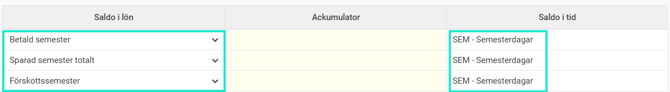 Saldo i lön Ackumulator Saldo i tid
Betald semester SEM - Semesterdagar
Sparad semester totalt SEM - Semesterdagar
Förskottssemester SEM - Semesterdagar